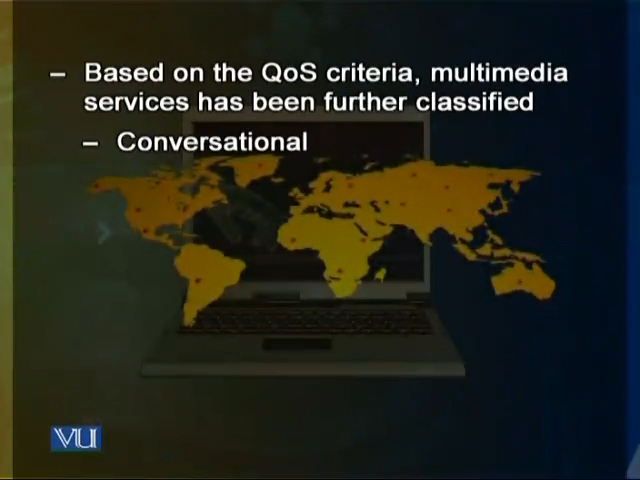 – Based on the QoS criteria, multimedia
services has been further classified
– Conversational
VU